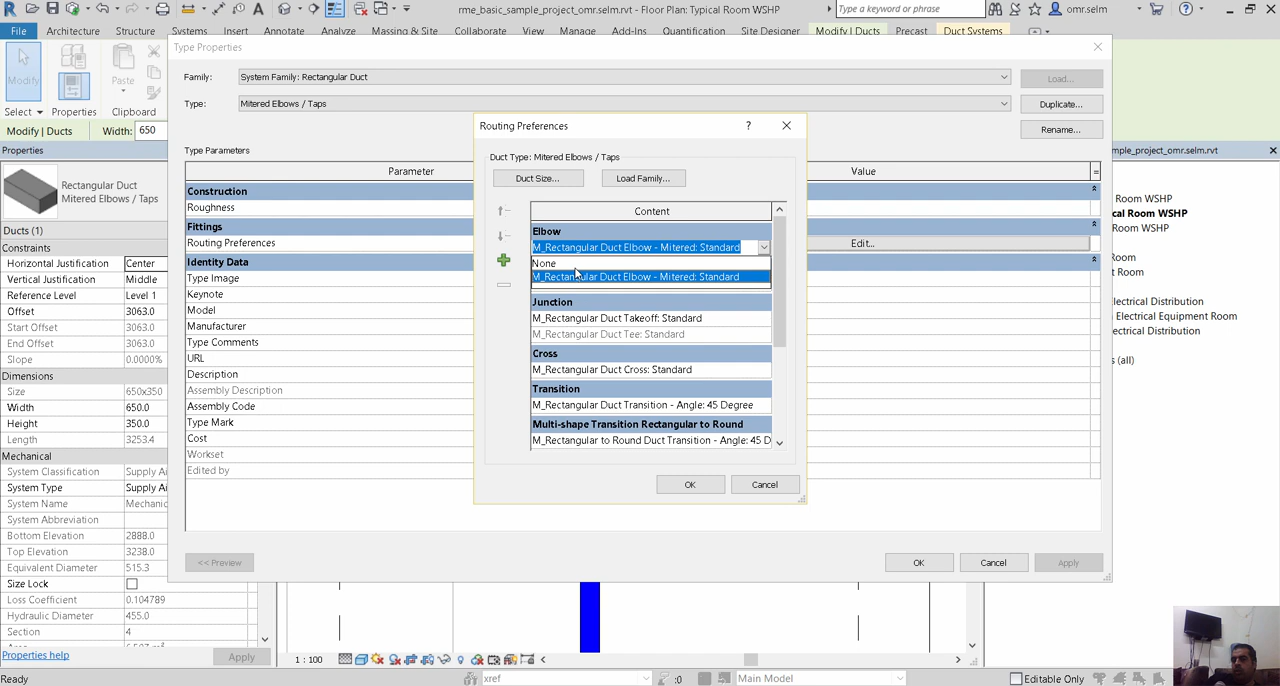 rme_basic_sample_project_omr.selm.rvt - Floor Plan: Typical Room WSHP
Type a keyword or phrase
omr.selm
File Architecture Structure Systems Insert Annotate Analyze Massing & Site Collaborate View Manage Add-Ins Quantification Site Designer Modify | Ducts Precast Duct Systems
Modify
Paste
Select Properties Clipboard
Modify | Ducts Width: 650
Properties
Rectangular Duct
Mitered Elbows / Taps
Ducts (1)
Constraints
Horizontal Justification Center
Vertical Justification Middle
Reference Level Level 1
Offset 3063.0
Start Offset 3063.0
End Offset 3063.0
Slope 0.0000%
Dimensions
Size 650x350
Width 650.0
Height 350.0
Length 3253.4
Mechanical
System Classification Supply Ai
System Type Supply Ai
System Name Mechanic
System Abbreviation
Bottom Elevation 2888.0
Top Elevation 3238.0
Equivalent Diameter 515.3
Size Lock
Loss Coefficient 0.104789
Hydraulic Diameter 455.0
Section 4
Properties help
Apply
Type Properties
Family: System Family: Rectangular Duct
Load...
Type: Mitered Elbows / Taps
Duplicate...
Rename...
Type Parameters
Parameter Value
=
Construction
Roughness
Fittings
Routing Preferences
Edit...
Identity Data
Type Image
Keynote
Model
Manufacturer
Type Comments
URL
Description
Assembly Description
Assembly Code
Type Mark
Cost
Workset
Edited by
<< Preview
OK
Cancel
Apply
Routing Preferences
?
Duct Type: Mitered Elbows / Taps
Duct Size...
Load Family...
Content
Elbow
M_Rectangular Duct Elbow - Mitered: Standard
None
M_Rectangular Duct Elbow - Mitered: Standard
Junction
M_Rectangular Duct Takeoff: Standard
M_Rectangular Duct Tee: Standard
Cross
M_Rectangular Duct Cross: Standard
Transition
M_Rectangular Duct Transition - Angle: 45 Degree
Multi-shape Transition Rectangular to Round
M_Rectangular to Round Duct Transition - Angle: 45 D
OK
Cancel
mple_project_omr.selm.rvt
Room WSHP
ical Room WSHP
Room WSHP
oom
t Room
lectrical Distribution
Electrical Equipment Room
ectrical Distribution
(all)
1 : 100
Ready
xref
:0
Main Model
Editable Only